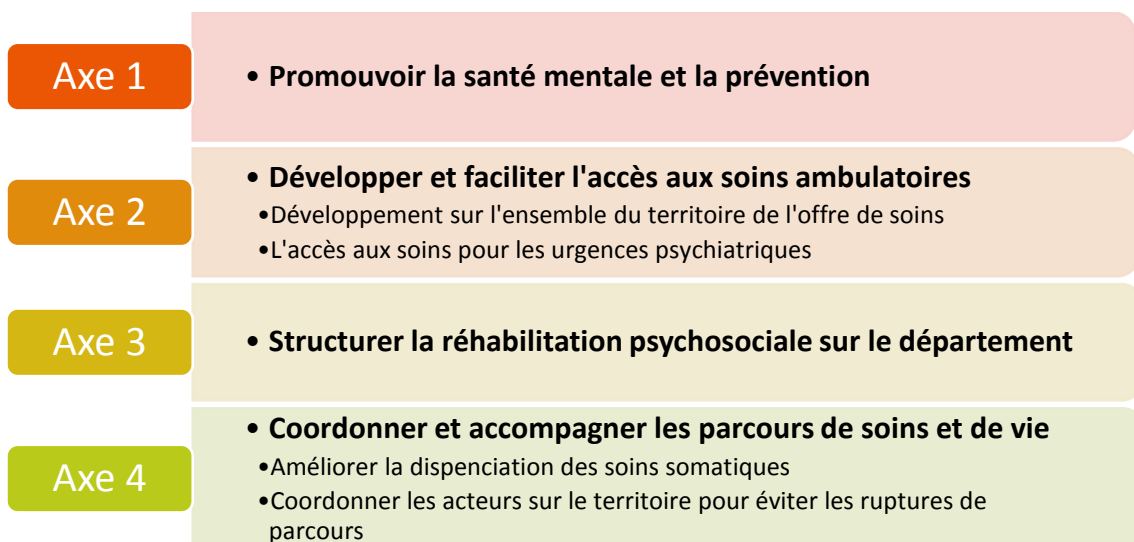 Axe 1
• Promouvoir la santé mentale et la prévention
Axe 2
• Développer et faciliter l'accès aux soins ambulatoires
•Développement sur l'ensemble du territoire de l'offre de soins
•L'accès aux soins pour les urgences psychiatriques
Axe 3
• Structurer la réhabilitation psychosociale sur le département
Axe 4
• Coordonner et accompagner les parcours de soins et de vie
•Améliorer la dispenciation des soins somatiques
•Coordonner les acteurs sur le territoire pour éviter les ruptures de
parcours